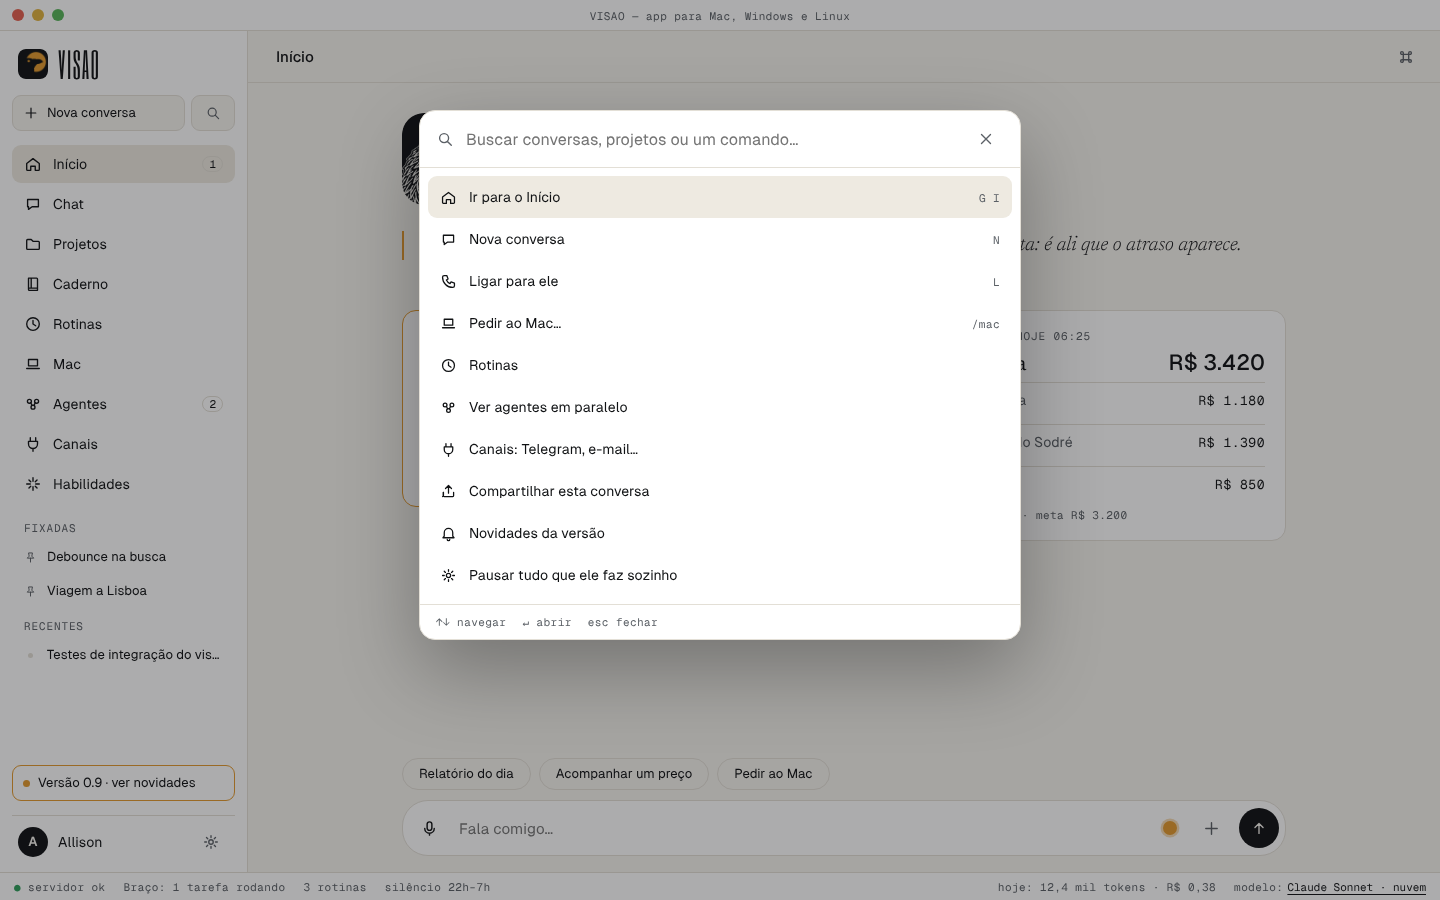 VISAO — app para Mac, Windows e Linux
VISAO
Nova conversa
Início 1
Chat
Projetos
Caderno
Rotinas
Mac
Agentes 2
Canais
Habilidades
FIXADAS
Debounce na busca
Viagem a Lisboa
RECENTES
Testes de integração do vis…
Versão 0.9 · ver novidades
A Allison
Início
Buscar conversas, projetos ou um comando…
Ir para o Início G I
Nova conversa N
Ligar para ele L
Pedir ao Mac… /mac
Rotinas
Ver agentes em paralelo
Canais: Telegram, e-mail…
Compartilhar esta conversa
Novidades da versão
Pausar tudo que ele faz sozinho
↑↓ navegar ↵ abrir esc fechar
é ali que o atraso aparece.
HOJE 06:25
R$ 3.420
R$ 1.180
Sodré R$ 1.390
R$ 850
· meta R$ 3.200
Relatório do dia Acompanhar um preço Pedir ao Mac
Fala comigo…
servidor ok Braço: 1 tarefa rodando 3 rotinas silêncio 22h–7h
hoje: 12,4 mil tokens · R$ 0,38 modelo: Claude Sonnet · nuvem